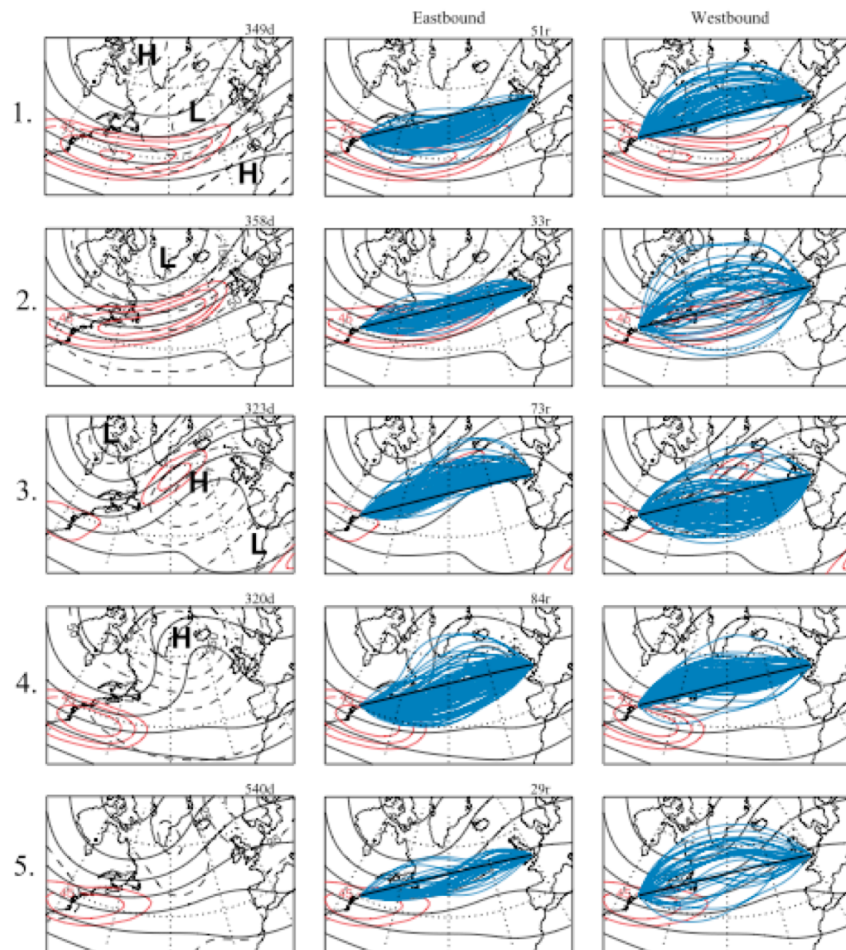 Eastbound Westbound
349d 51r
1. H L H
358d 33r
2. L
323d 73r
3. L H L
320d 84r
4. H
540d 29r
5.